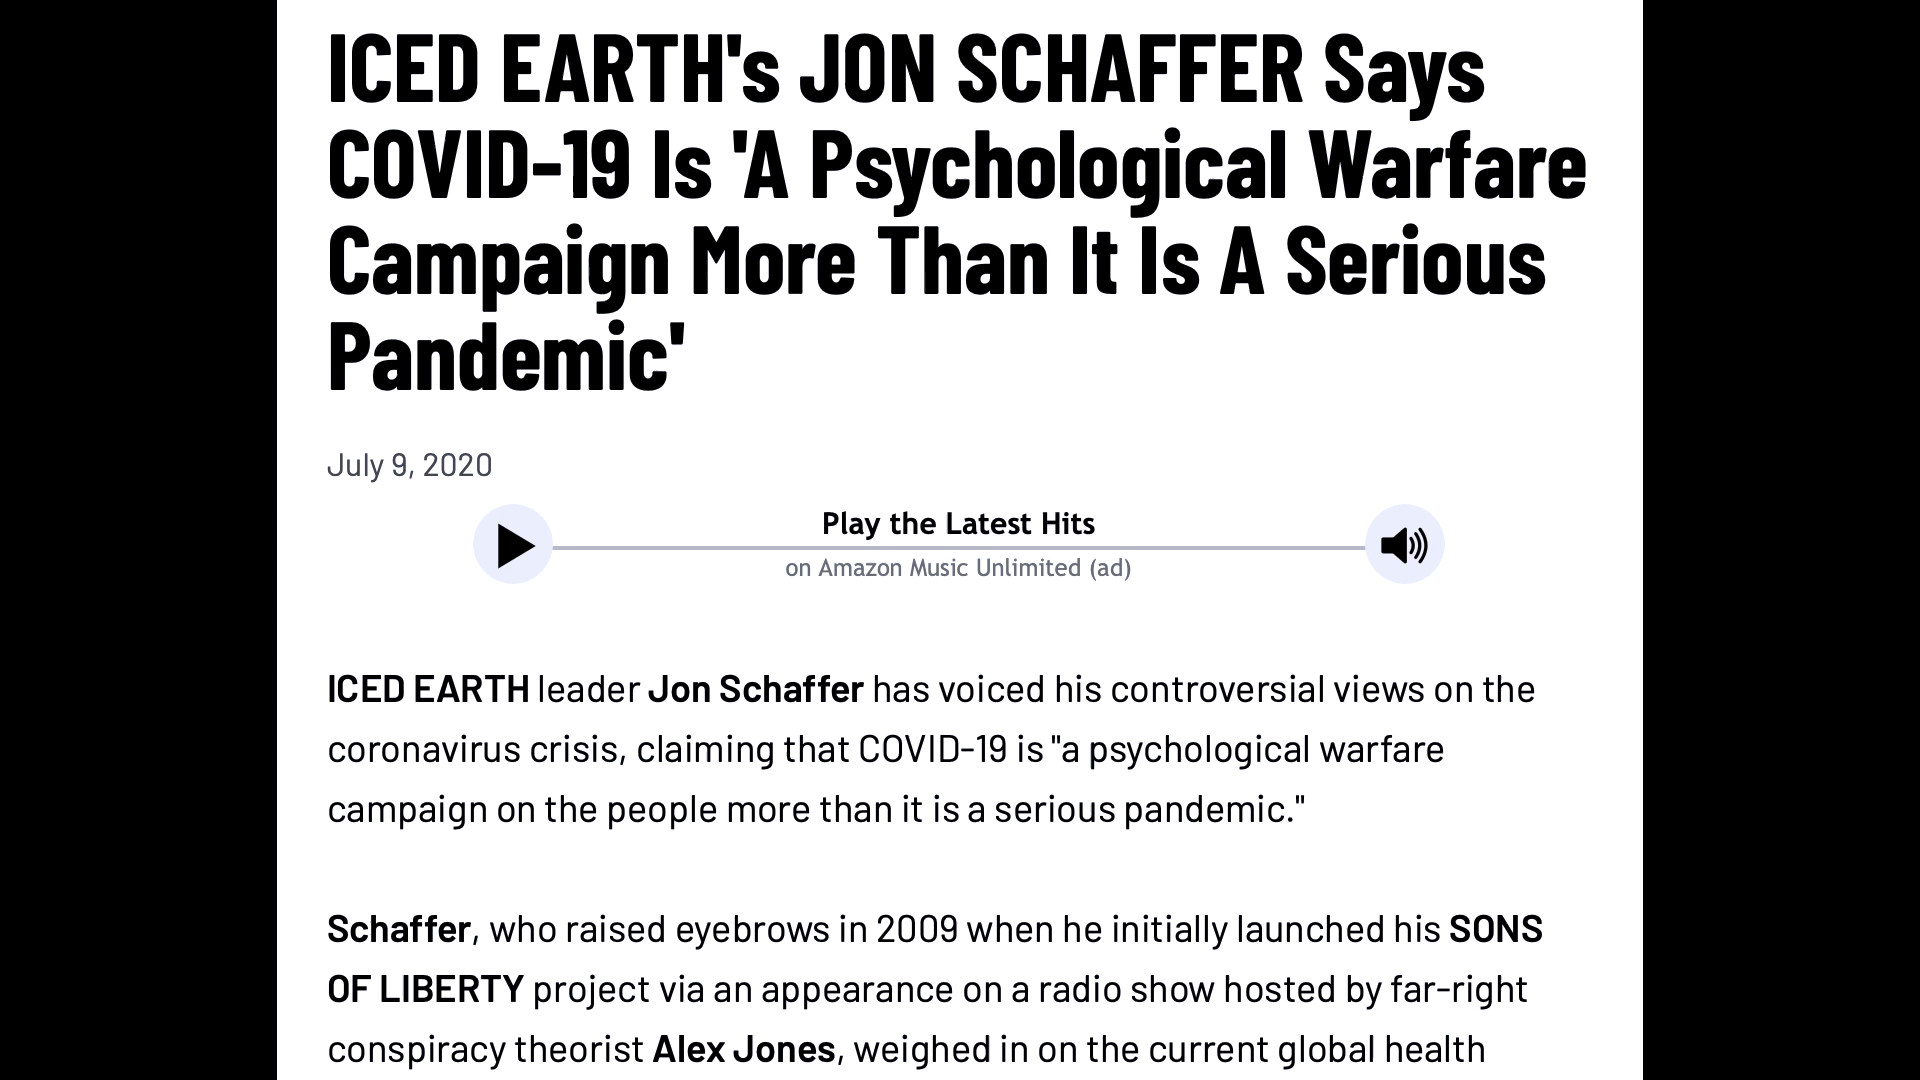 ICED EARTH's JON SCHAFFER Says
COVID-19 Is 'A Psychological Warfare
Campaign More Than It Is A Serious
Pandemic'
July 9, 2020
Play the Latest Hits
on Amazon Music Unlimited (ad)
ICED EARTH leader Jon Schaffer has voiced his controversial views on the
coronavirus crisis, claiming that COVID-19 is "a psychological warfare
campaign on the people more than it is a serious pandemic."
Schaffer, who raised eyebrows in 2009 when he initially launched his SONS
OF LIBERTY project via an appearance on a radio show hosted by far-right
conspiracy theorist Alex Jones, weighed in on the current global health